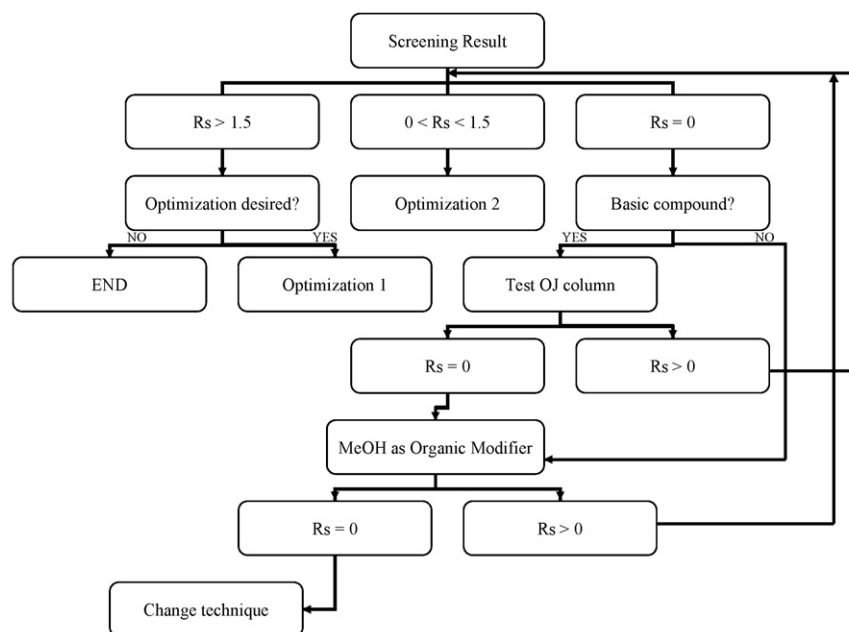 Screening Result
Rs > 1.5
0 < Rs < 1.5
Rs = 0
Optimization desired?
Optimization 2
Basic compound?
NO
YES
YES
NO
END
Optimization 1
Test OJ column
Rs = 0
Rs > 0
MeOH as Organic Modifier
Rs = 0
Rs > 0
Change technique